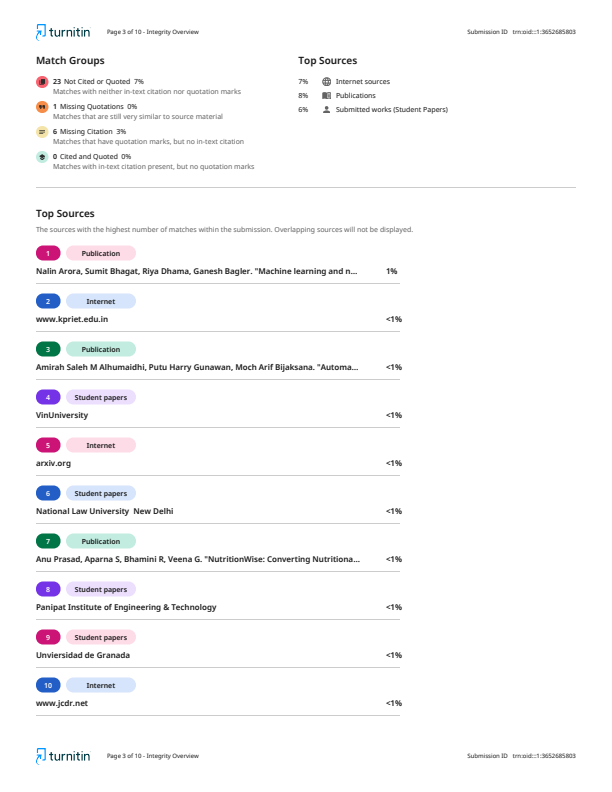 turnitin Page 3 of 10 - Integrity Overview Submission ID trn:oid:::1:3652685803
Match Groups
23 Not Cited or Quoted 7%
Matches with neither in-text citation nor quotation marks
1 Missing Quotations 0%
Matches that are still very similar to source material
6 Missing Citation 3%
Matches that have quotation marks, but no in-text citation
0 Cited and Quoted 0%
Matches with in-text citation present, but no quotation marks
Top Sources
7% Internet sources
8% Publications
6% Submitted works (Student Papers)
Top Sources
The sources with the highest number of matches within the submission. Overlapping sources will not be displayed.
1 Publication
Nalin Arora, Sumit Bhagat, Riya Dhama, Ganesh Bagler. "Machine learning and n... 1%
2 Internet
www.kpriet.edu.in <1%
3 Publication
Amirah Saleh M Alhumaidhi, Putu Harry Gunawan, Moch Arif Bijaksana. "Automa... <1%
4 Student papers
VinUniversity <1%
5 Internet
arxiv.org <1%
6 Student papers
National Law University New Delhi <1%
7 Publication
Anu Prasad, Aparna S, Bhamini R, Veena G. "NutritionWise: Converting Nutritiona... <1%
8 Student papers
Panipat Institute of Engineering & Technology <1%
9 Student papers
Unviersidad de Granada <1%
10 Internet
www.jcdr.net <1%
turnitin Page 3 of 10 - Integrity Overview Submission ID trn:oid:::1:3652685803